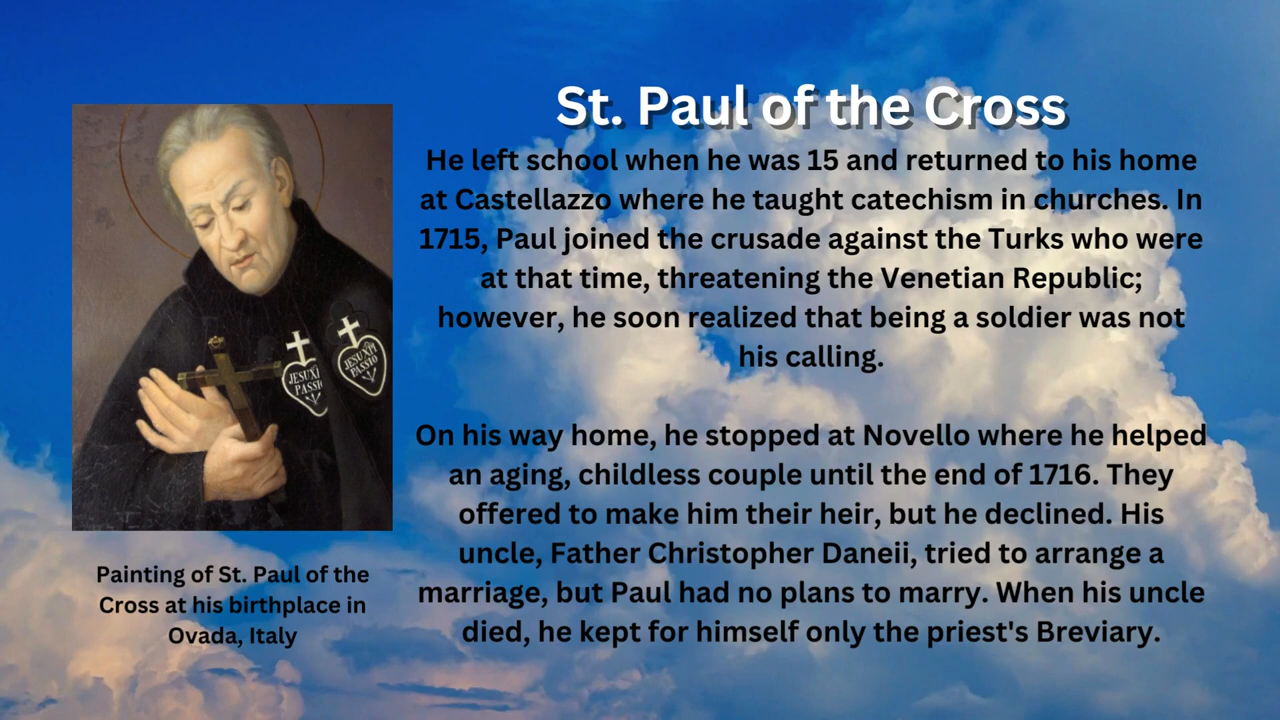 St. Paul of the Cross
He left school when he was 15 and returned to his home
at Castellazzo where he taught catechism in churches. In
1715, Paul joined the crusade against the Turks who were
at that time, threatening the Venetian Republic;
however, he soon realized that being a soldier was not
his calling.
On his way home, he stopped at Novello where he helped
an aging, childless couple until the end of 1716. They
offered to make him their heir, but he declined. His
uncle, Father Christopher Daneii, tried to arrange a
marriage, but Paul had no plans to marry. When his uncle
died, he kept for himself only the priest's Breviary.
JESU XPI
PASSIO
JESU XPI
PASSIO
Painting of St. Paul of the
Cross at his birthplace in
Ovada, Italy